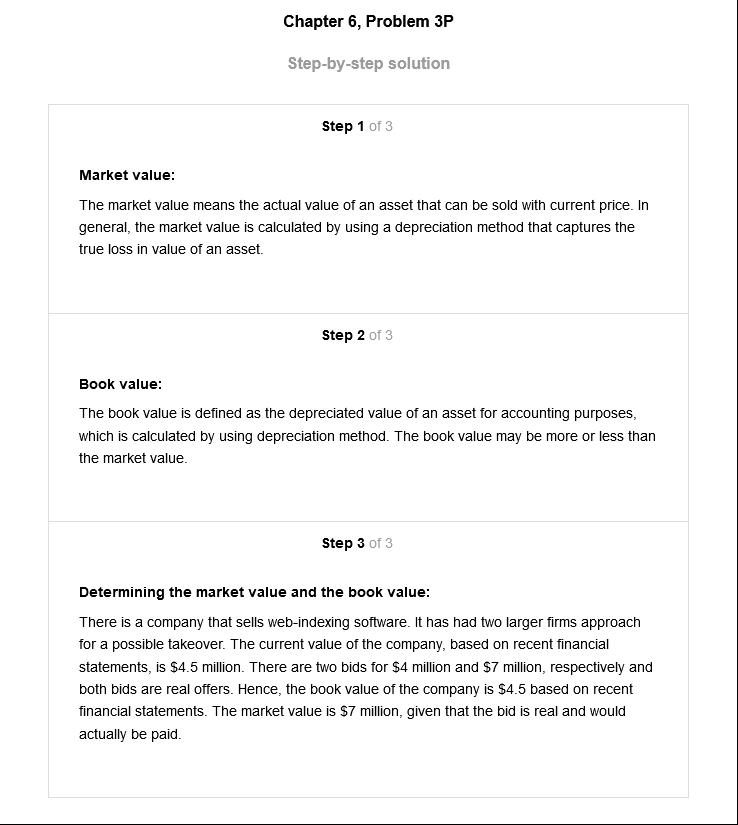 Chapter 6, Problem 3P
Step-by-step solution
Step 1 of 3
Market value:
The market value means the actual value of an asset that can be sold with current price. In
general, the market value is calculated by using a depreciation method that captures the
true loss in value of an asset.
Step 2 of 3
Book value:
The book value is defined as the depreciated value of an asset for accounting purposes,
which is calculated by using depreciation method. The book value may be more or less than
the market value.
Step 3 of 3
Determining the market value and the book value:
There is a company that sells web-indexing software. It has had two larger firms approach
for a possible takeover. The current value of the company, based on recent financial
statements, is $4.5 million. There are two bids for $4 million and $7 million, respectively and
both bids are real offers. Hence, the book value of the company is $4.5 based on recent
financial statements. The market value is $7 million, given that the bid is real and would
actually be paid.